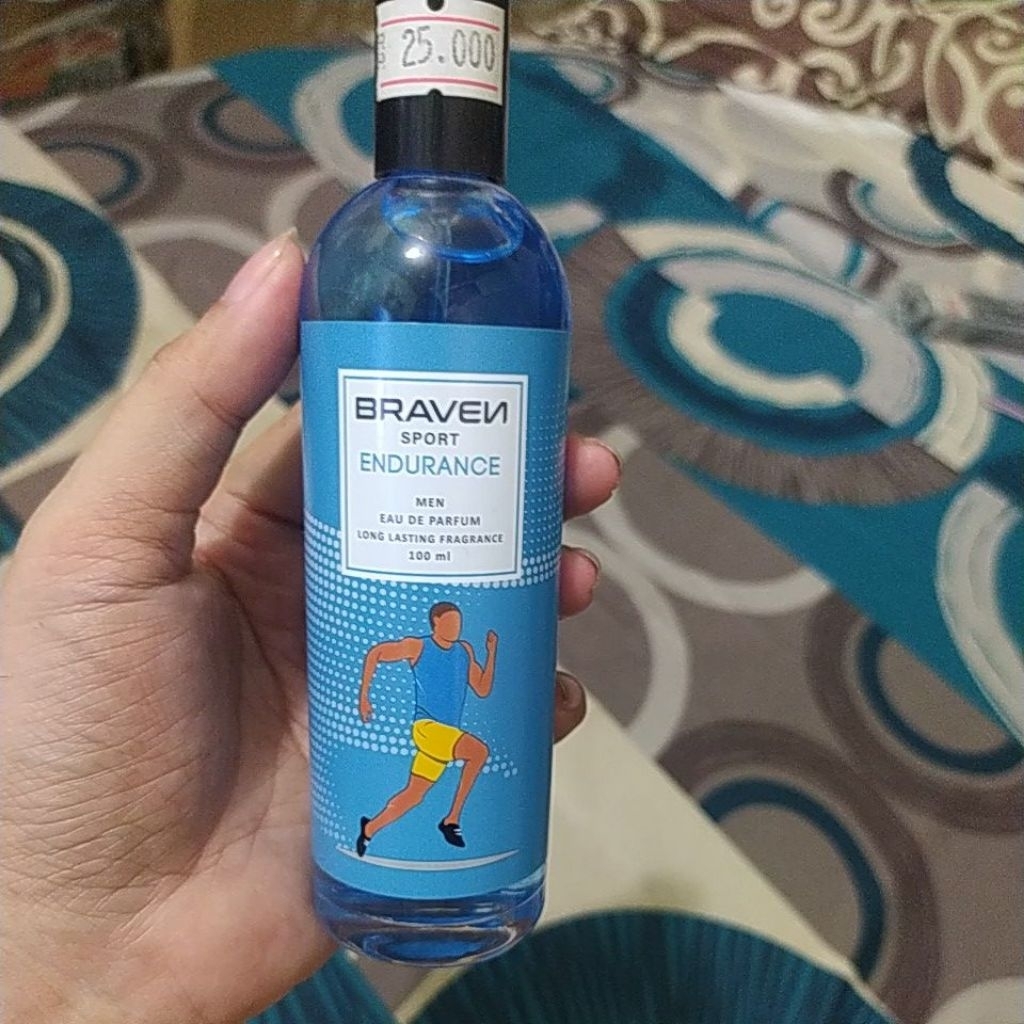 25.000
BRAVEN
SPORT
ENDURANCE
MEN
EAU DE PARFUM
LONG LASTING FRAGRANCE
100 ml